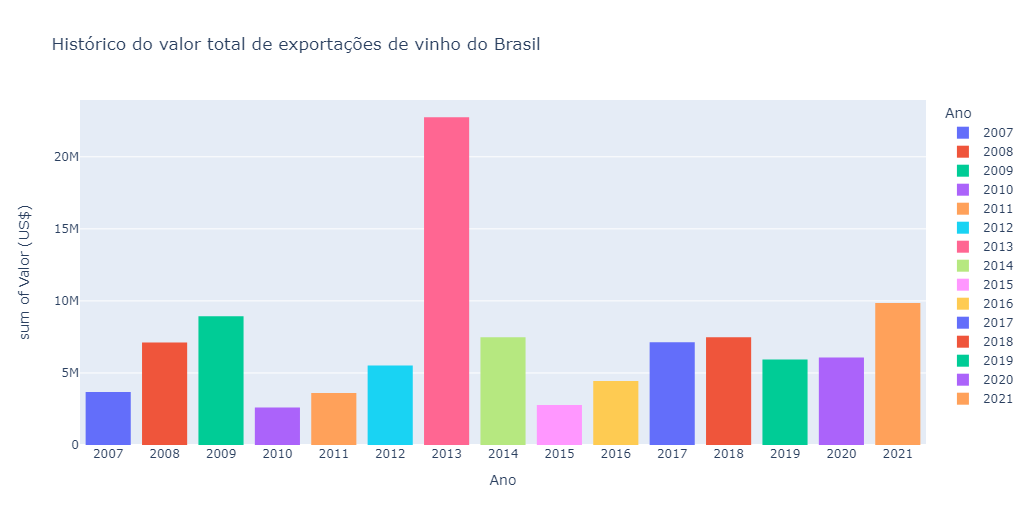 Histórico do valor total de exportações de vinho do Brasil
sum of Valor (US$)
20M
15M
10M
5M
0
2007 2008 2009 2010 2011 2012 2013 2014 2015 2016 2017 2018 2019 2020 2021
Ano
Ano
2007
2008
2009
2010
2011
2012
2013
2014
2015
2016
2017
2018
2019
2020
2021